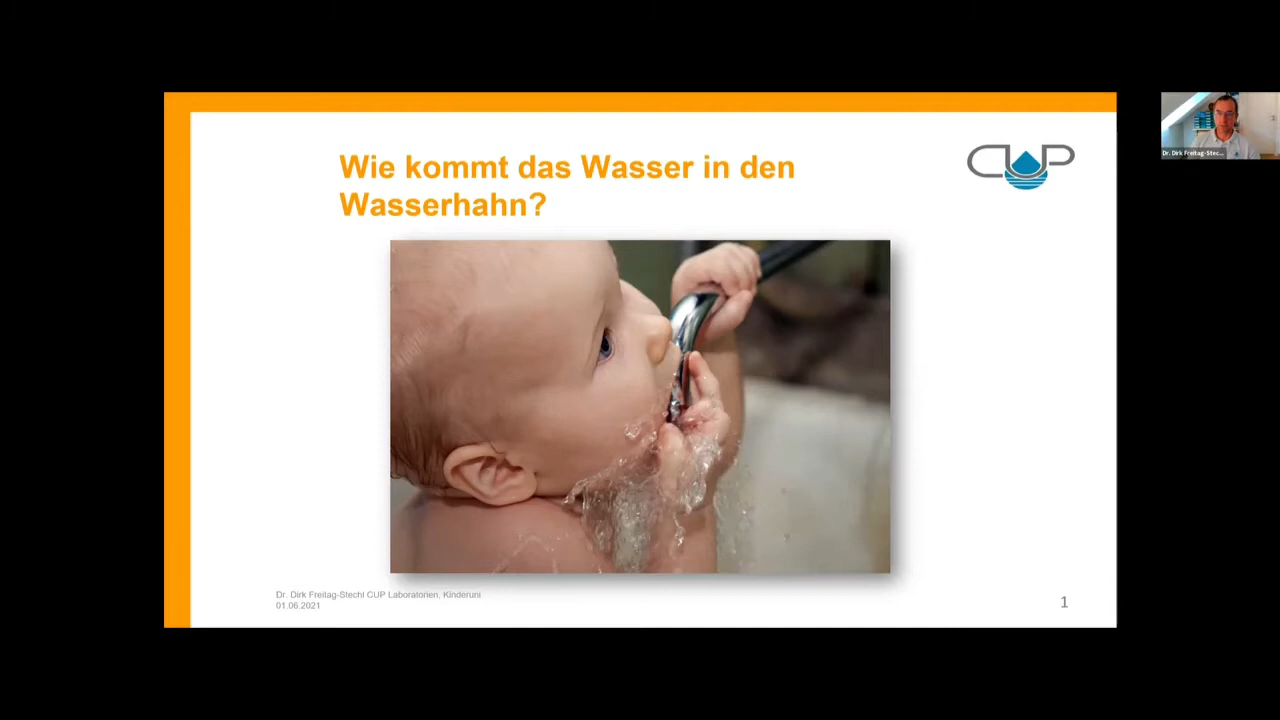 Wie kommt das Wasser in den
Wasserhahn?
CUP
Dr. Dirk Freitag-Stec...
Dr. Dirk Freitag-Stechl CUP Laboratorien, Kinderuni
01.06.2021
1